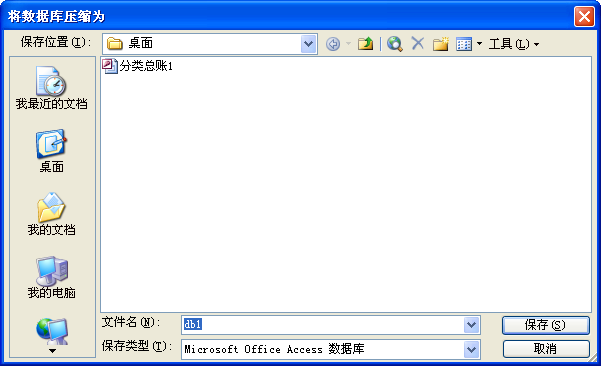 将数据库压缩为
保存位置(I):
桌面
工具(L)
分类总账1
我最近的文档
桌面
我的文档
我的电脑
文件名(N):
db1
保存(S)
保存类型(T):
Microsoft Office Access 数据库
取消